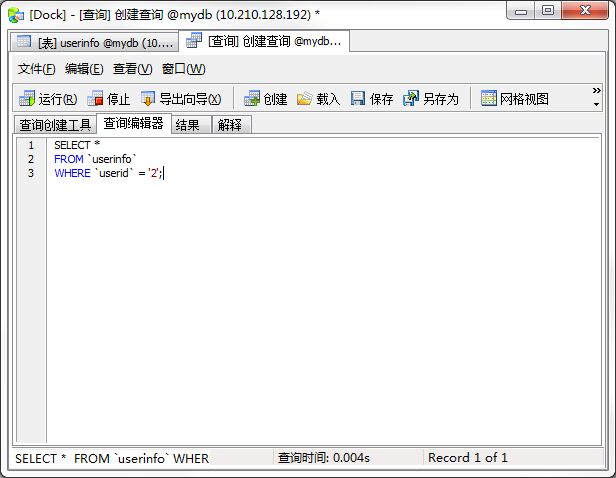 [Dock] - [查询] 创建查询 @mydb (10.210.128.192) *
[表] userinfo @mydb (10.... [查询] 创建查询 @mydb...
文件(F) 编辑(E) 查看(V) 窗口(W)
运行(R) 停止 导出向导(X) 创建 载入 保存 另存为 网格视图
查询创建工具 查询编辑器 结果 解释
1 SELECT *
2 FROM `userinfo`
3 WHERE `userid` = '2';
SELECT * FROM `userinfo` WHER 查询时间: 0.004s Record 1 of 1